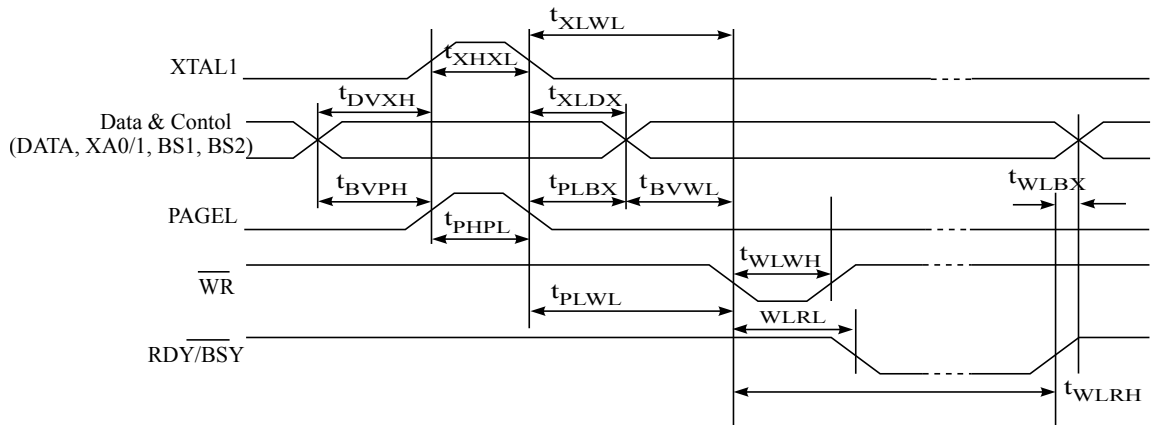 tXLWL
tXHXL
XTAL1
tDVXH
tXLDX
Data & Contol
(DATA, XA0/1, BS1, BS2)
tBVPH
tPLBX
tBVWL
tWLBX
PAGEL
tPHPL
tWLWH
WR
tPLWL
WLRL
RDY/BSY
tWLRH